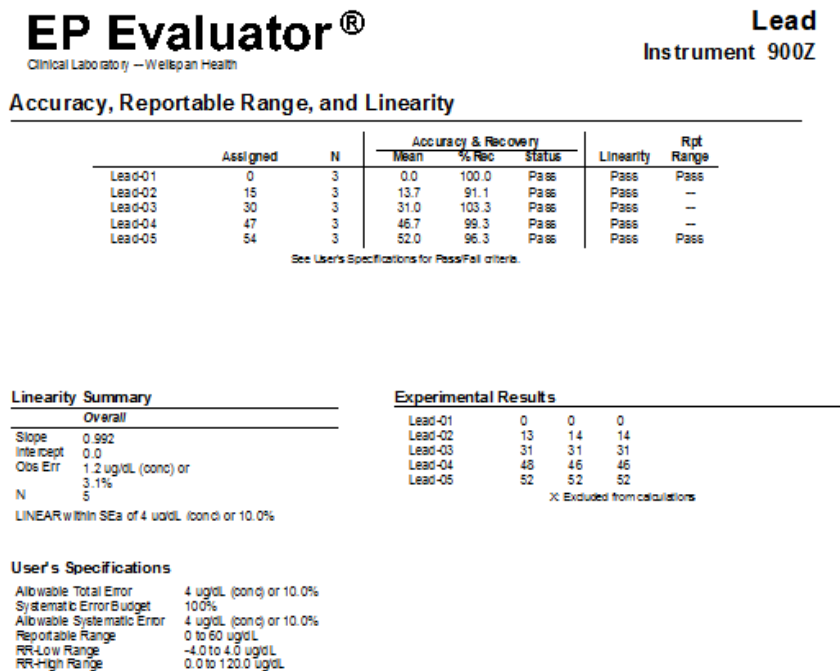 EP Evaluator ®
Clinical Laboratory -- Wellspan Health
Lead
Instrument 900Z
Accuracy, Reportable Range, and Linearity
Accuracy & Recovery Rpt
Assigned N Mean % Rec Status Linearity Range
Lead-01 0 3 0.0 100.0 Pass Pass Pass
Lead-02 15 3 13.7 91.1 Pass Pass --
Lead-03 30 3 31.0 103.3 Pass Pass --
Lead-04 47 3 46.7 99.3 Pass Pass --
Lead-05 54 3 52.0 96.3 Pass Pass Pass
See User's Specifications for Pass/Fail criteria.
Linearity Summary
Overall
Slope 0.992
Intercept 0.0
Obs Err 1.2 ug/dL (conc) or
3.1%
N 5
LINEAR within SEa of 4 ug/dL (conc) or 10.0%
Experimental Results
Lead-01 0 0 0
Lead-02 13 14 14
Lead-03 31 31 31
Lead-04 48 46 46
Lead-05 52 52 52
X: Excluded from calculations
User's Specifications
Allowable Total Error 4 ug/dL (conc) or 10.0%
Systematic Error Budget 100%
Allowable Systematic Error 4 ug/dL (conc) or 10.0%
Reportable Range 0 to 60 ug/dL
RR-Low Range -4.0 to 4.0 ug/dL
RR-High Range 0.0 to 120.0 ug/dL